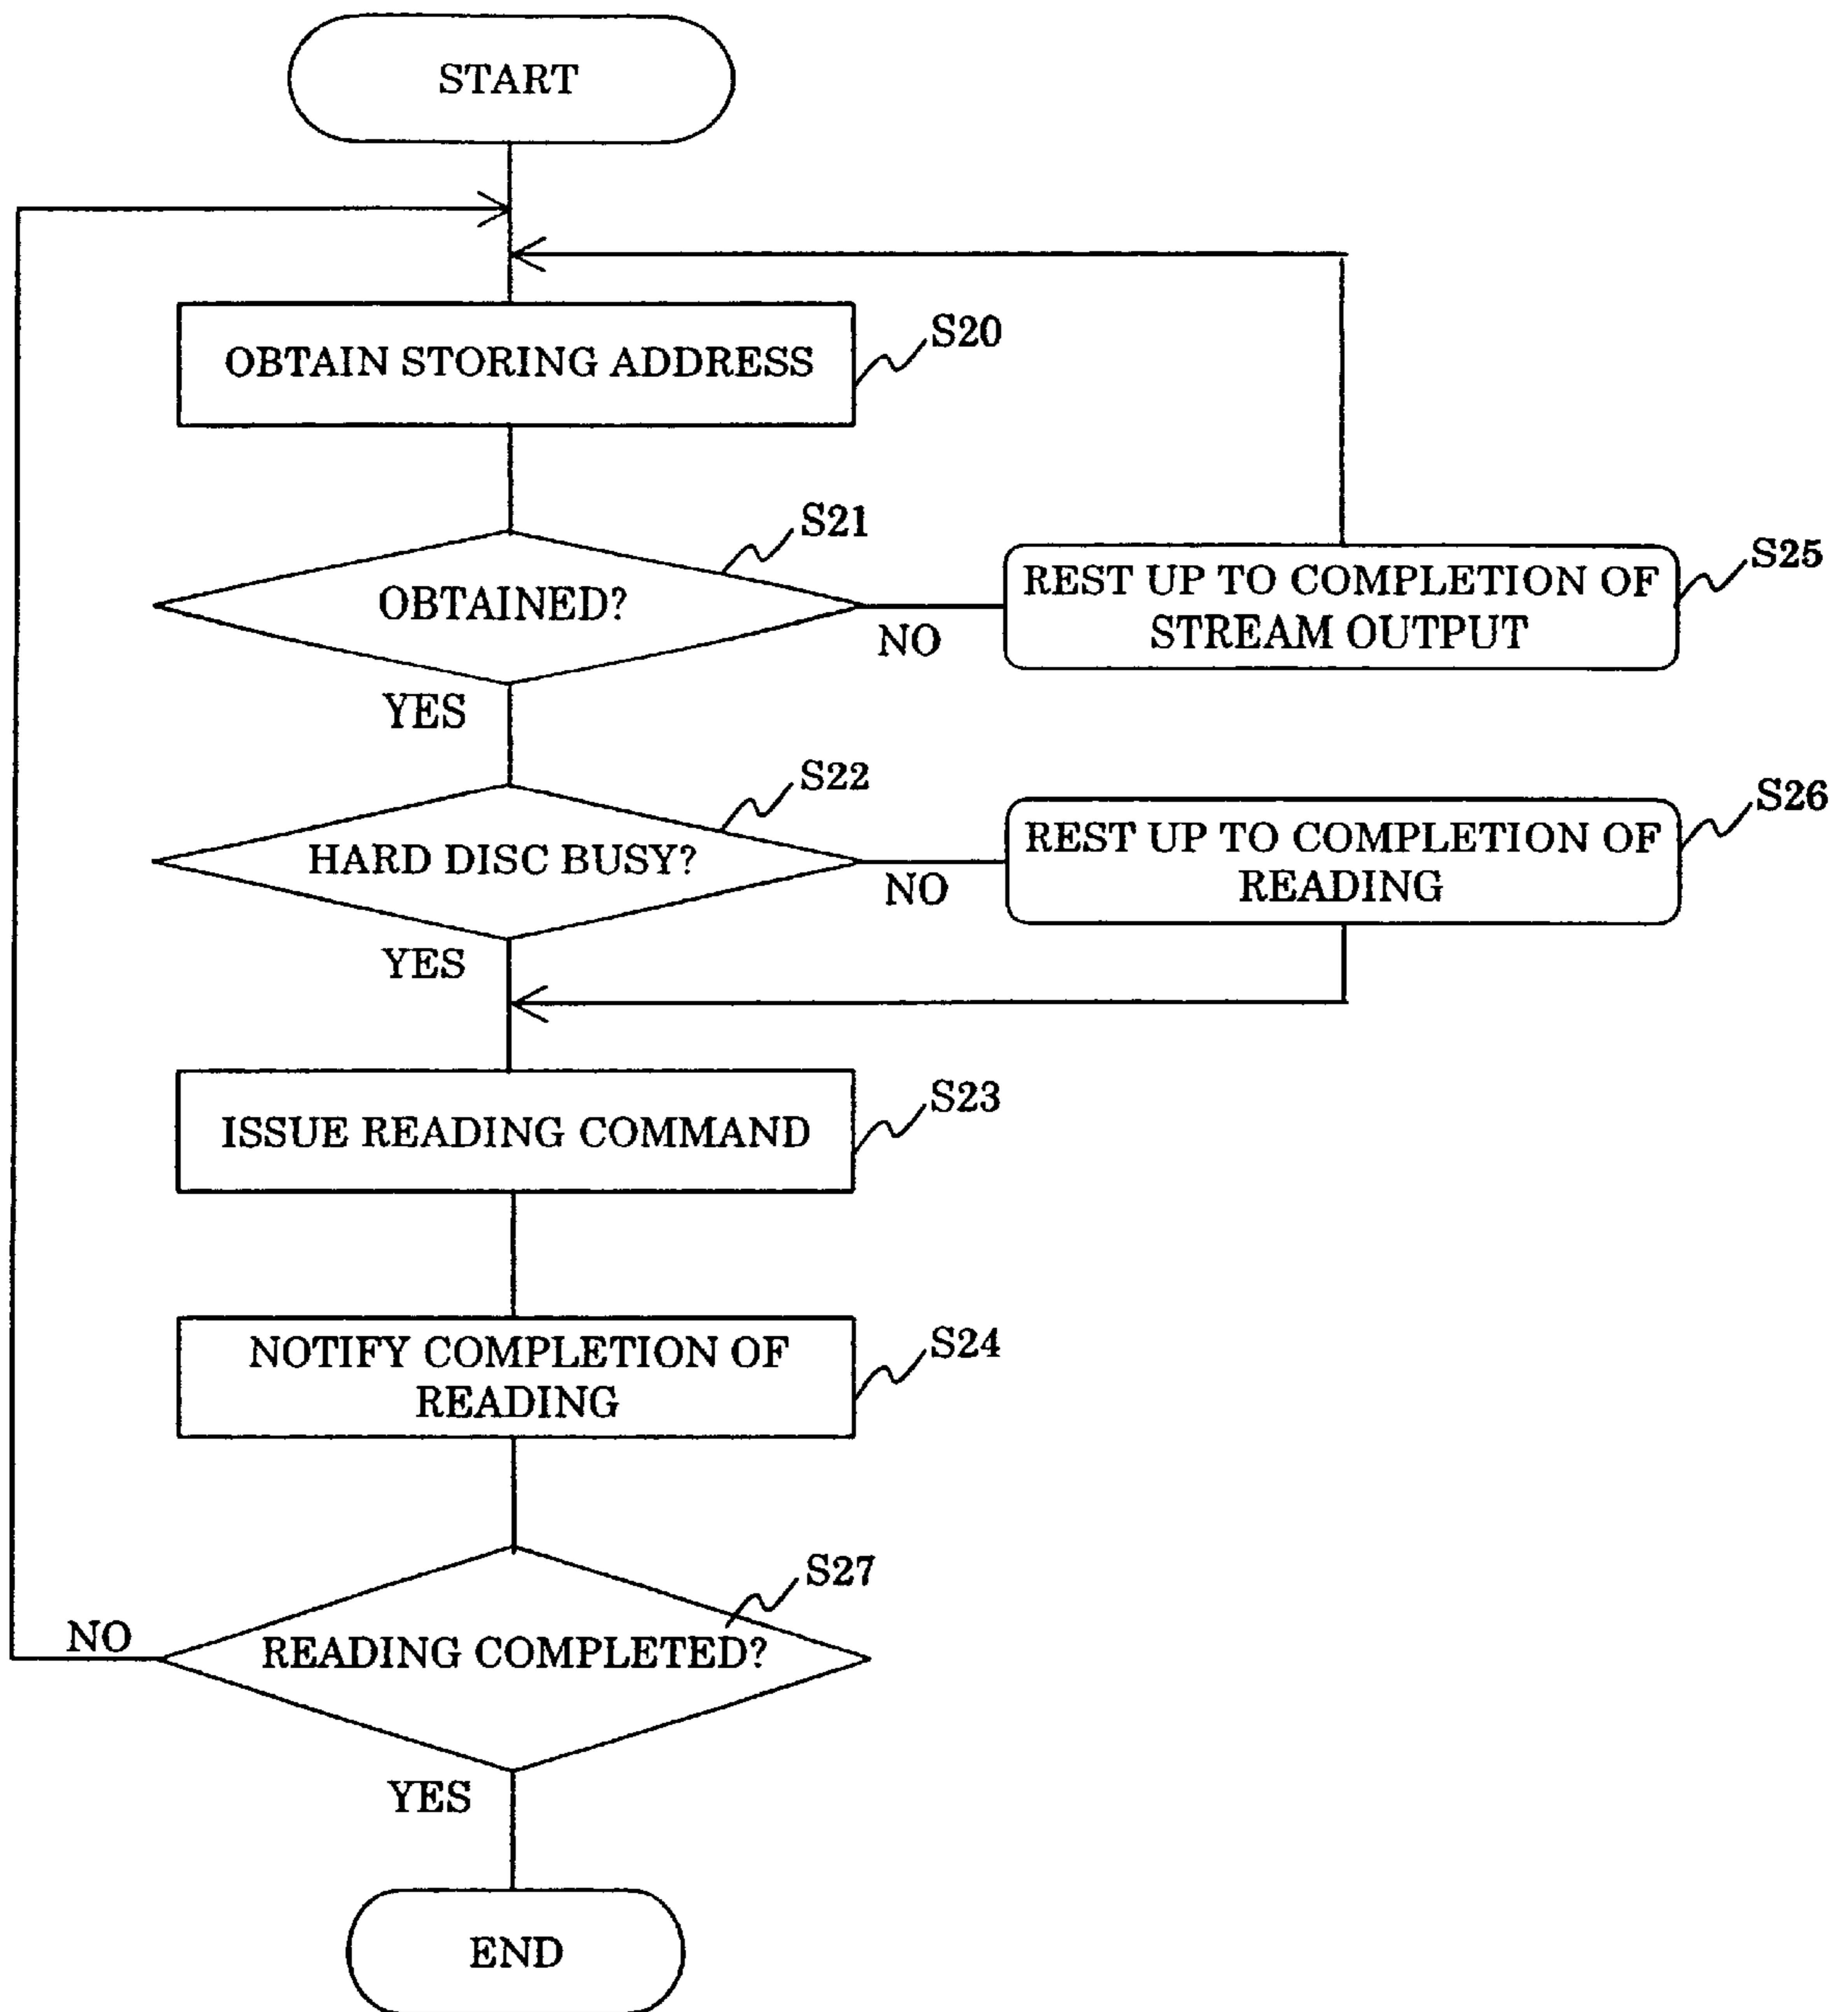 START
OBTAIN STORING ADDRESS
S20
S21
OBTAINED?
NO
REST UP TO COMPLETION OF
STREAM OUTPUT
S25
YES
S22
HARD DISC BUSY?
NO
REST UP TO COMPLETION OF
READING
S26
YES
ISSUE READING COMMAND
S23
NOTIFY COMPLETION OF
READING
S24
S27
READING COMPLETED?
NO
YES
END